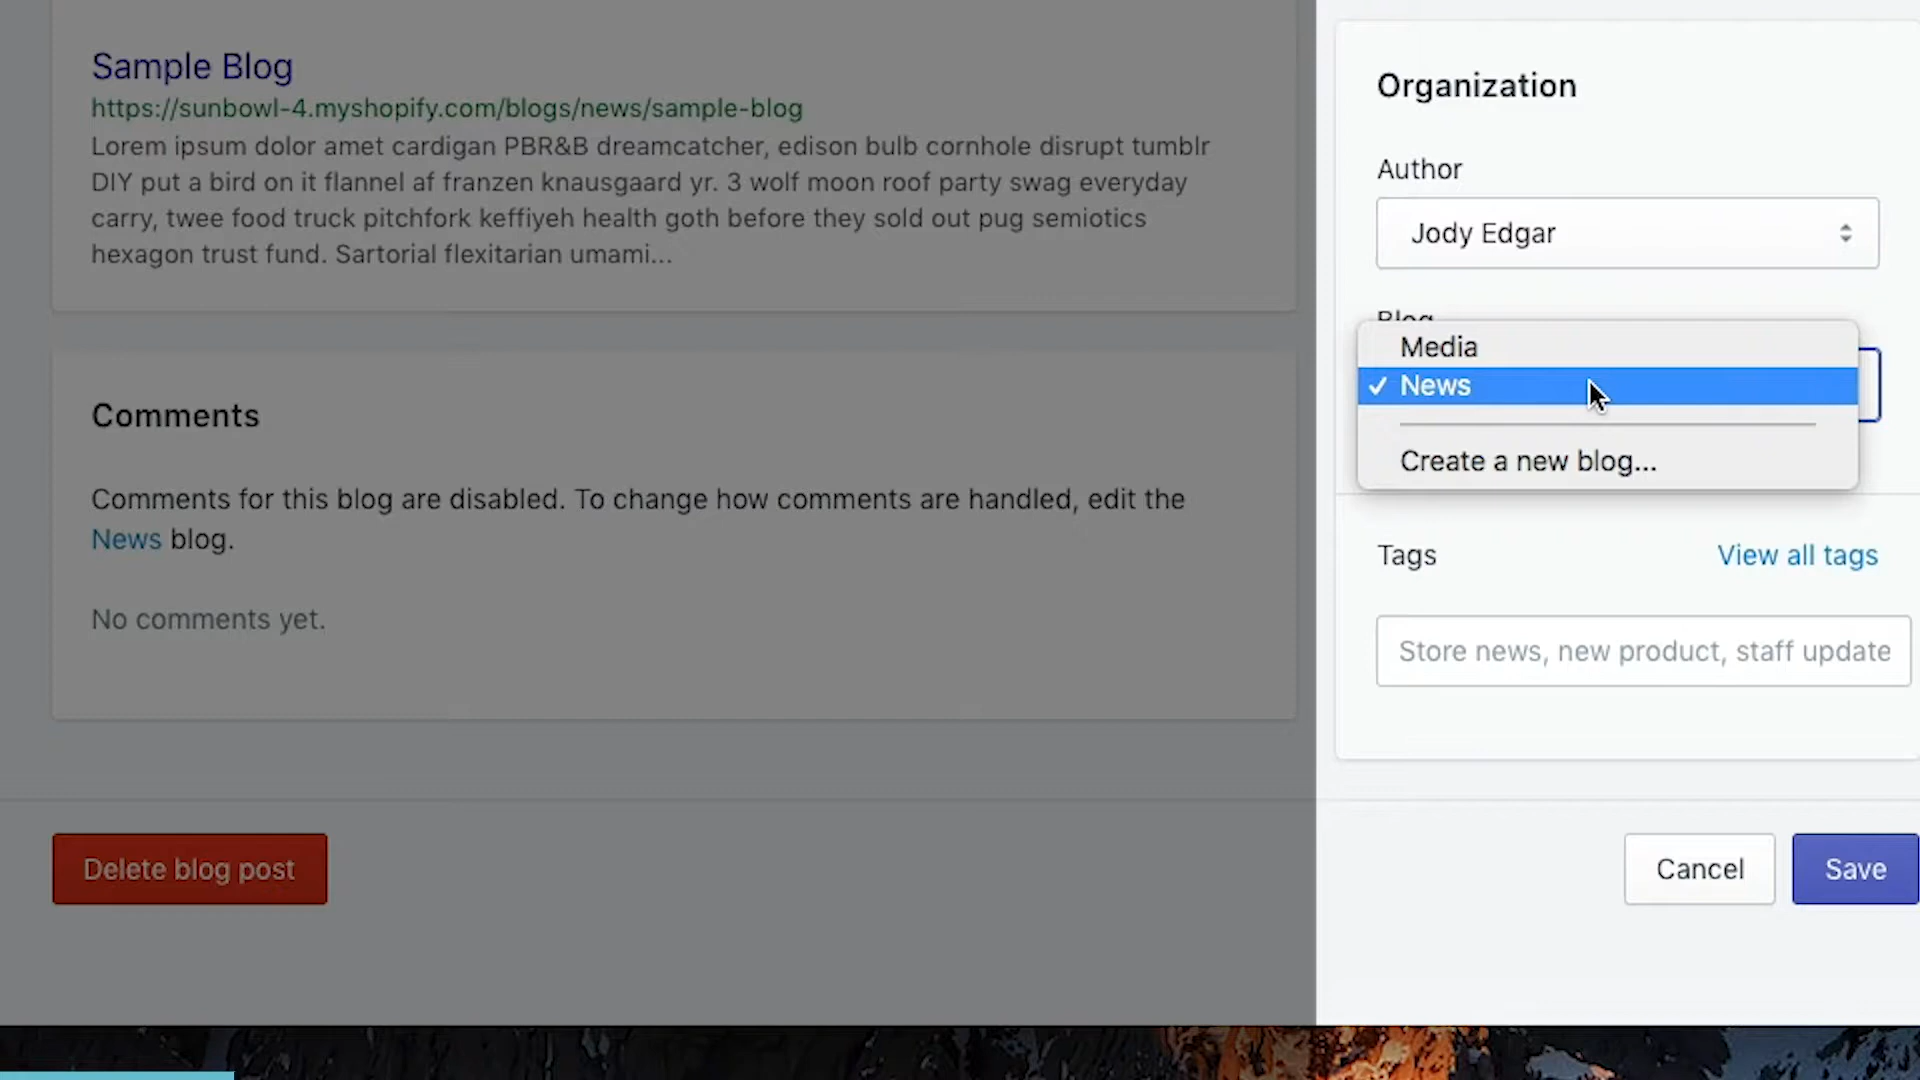 Sample Blog
https://sunbowl-4.myshopify.com/blogs/news/sample-blog
Lorem ipsum dolor amet cardigan PBR&B dreamcatcher, edison bulb cornhole disrupt tumblr
DIY put a bird on it flannel af franzen knausgaard yr. 3 wolf moon roof party swag everyday
carry, twee food truck pitchfork keffiyeh health goth before they sold out pug semiotics
hexagon trust fund. Sartorial flexitarian umami...
Comments
Comments for this blog are disabled. To change how comments are handled, edit the
News blog.
No comments yet.
Delete blog post
Organization
Author
Jody Edgar
Blog
Media
✓ News
Create a new blog...
Tags
View all tags
Store news, new product, staff update
Cancel
Save